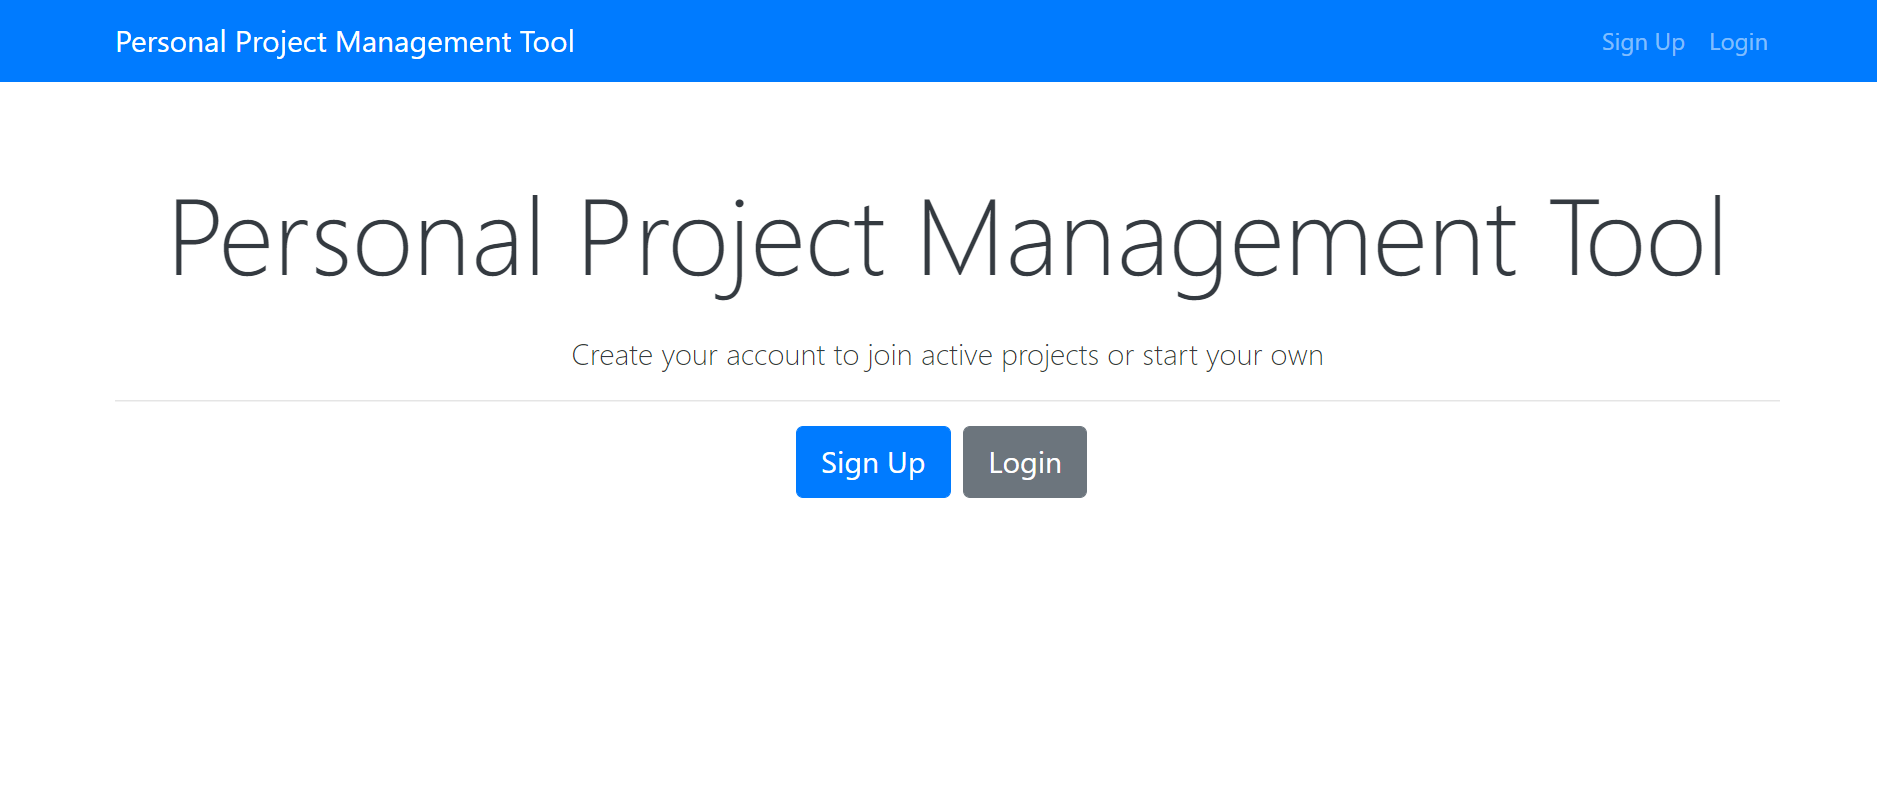 Personal Project Management Tool
Sign Up Login
Personal Project Management Tool
Create your account to join active projects or start your own
Sign Up Login